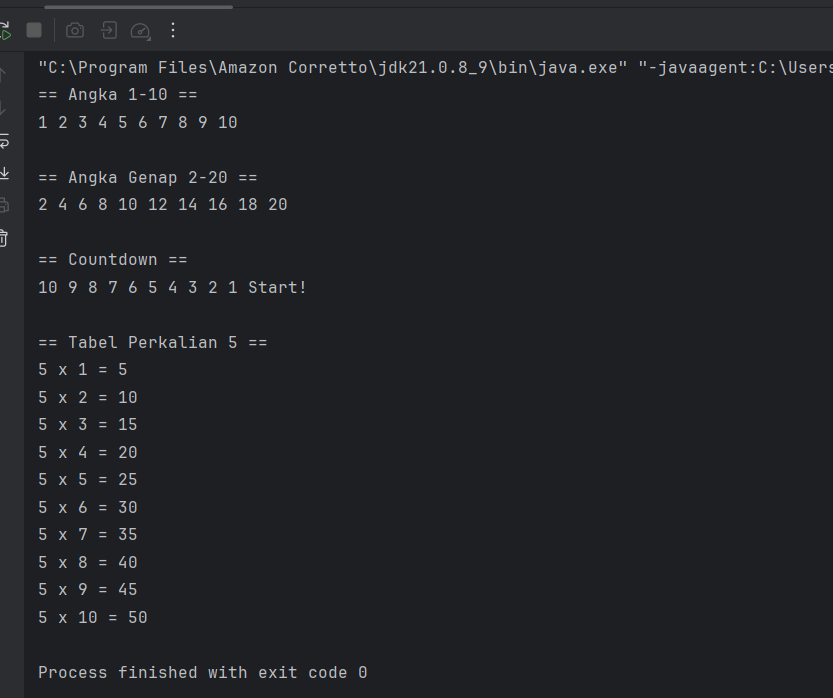 "C:\Program Files\Amazon Corretto\jdk21.0.8_9\bin\java.exe" "-javaagent:C:\Users
== Angka 1-10 ==
1 2 3 4 5 6 7 8 9 10
== Angka Genap 2-20 ==
2 4 6 8 10 12 14 16 18 20
== Countdown ==
10 9 8 7 6 5 4 3 2 1 Start!
== Tabel Perkalian 5 ==
5 x 1 = 5
5 x 2 = 10
5 x 3 = 15
5 x 4 = 20
5 x 5 = 25
5 x 6 = 30
5 x 7 = 35
5 x 8 = 40
5 x 9 = 45
5 x 10 = 50
Process finished with exit code 0